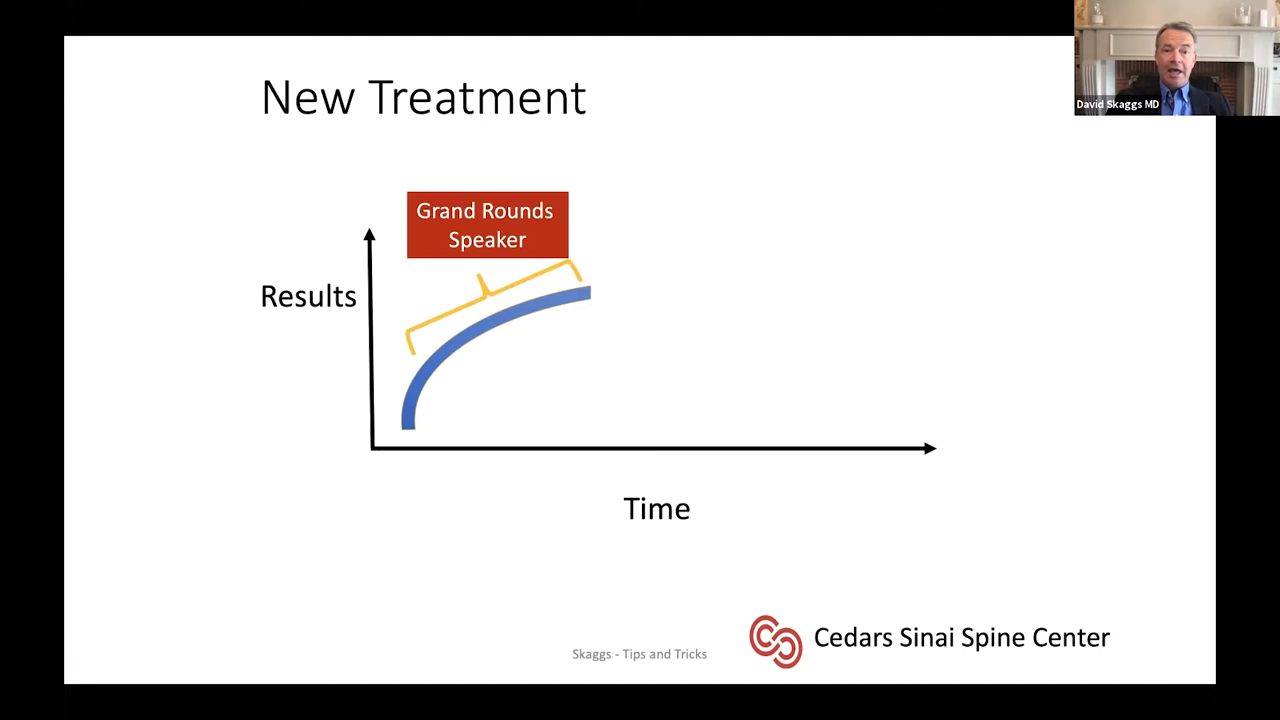 New Treatment
David Skaggs MD
Grand Rounds
Speaker
Results
Time
Cedars Sinai Spine Center
Skaggs - Tips and Tricks